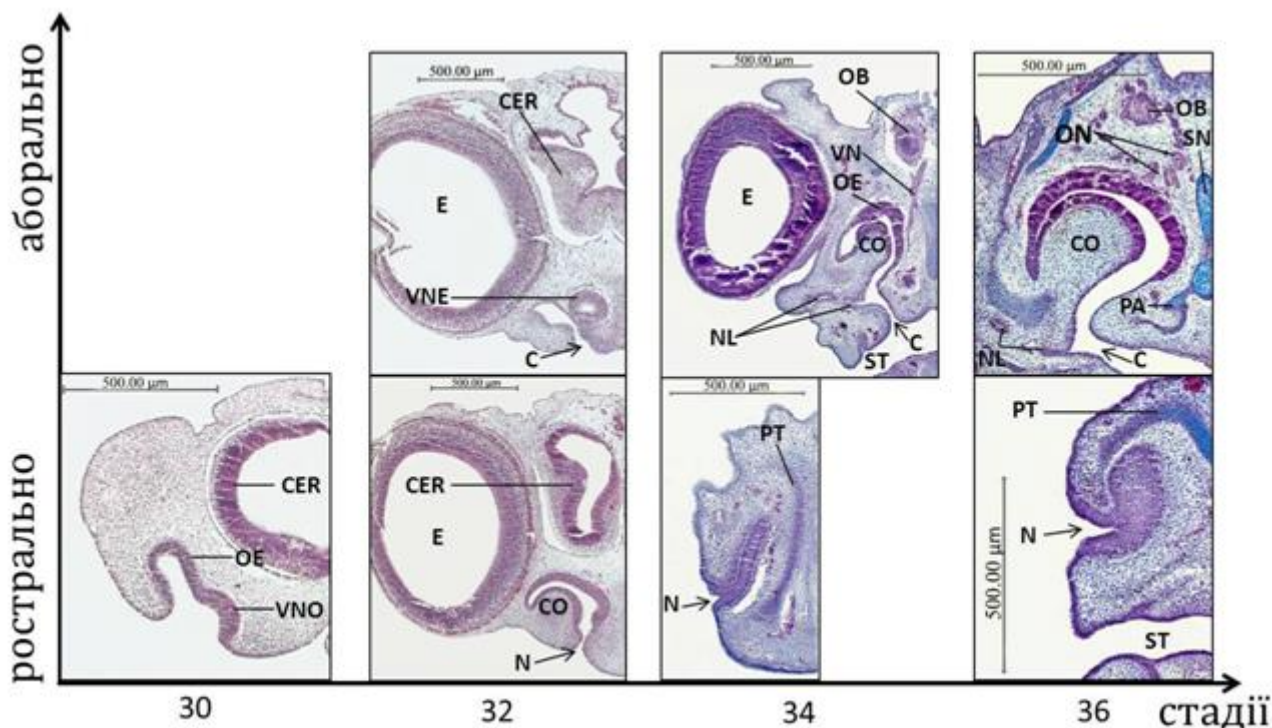 аборально
рострально
500.00 µm
CER
E
VNE
C
500.00 µm
OB
VN
OE
E
CO
NL
C
ST
500.00 µm
OB
ON
SN
CO
PA
NL
C
500.00 µm
CER
OE
VNO
500.00 µm
CER
E
CO
N
500.00 µm
PT
N
PT
N
500.00 µm
ST
30
32
34
36
стадії